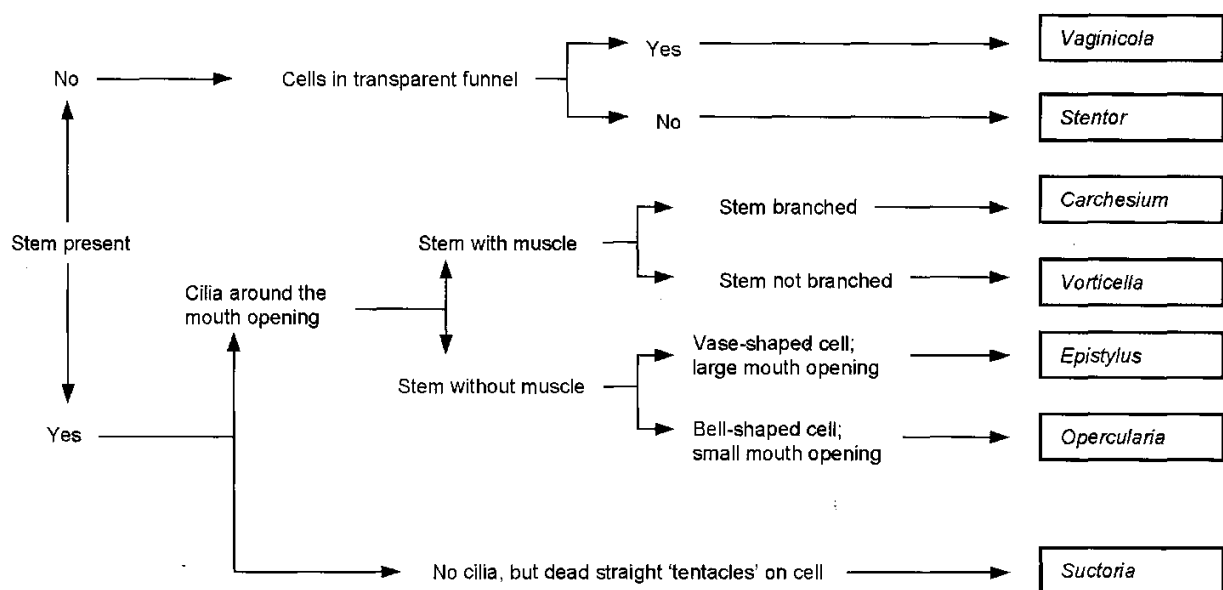 Yes
Vaginicola
No
Cells in transparent funnel
No
Stentor
Stem branched
Carchesium
Stem present
Stem with muscle
Stem not branched
Vorticella
Cilia around the
mouth opening
Vase-shaped cell;
large mouth opening
Epistylus
Stem without muscle
Yes
Bell-shaped cell;
small mouth opening
Opercularia
No cilia, but dead straight 'tentacles' on cell
Suctoria